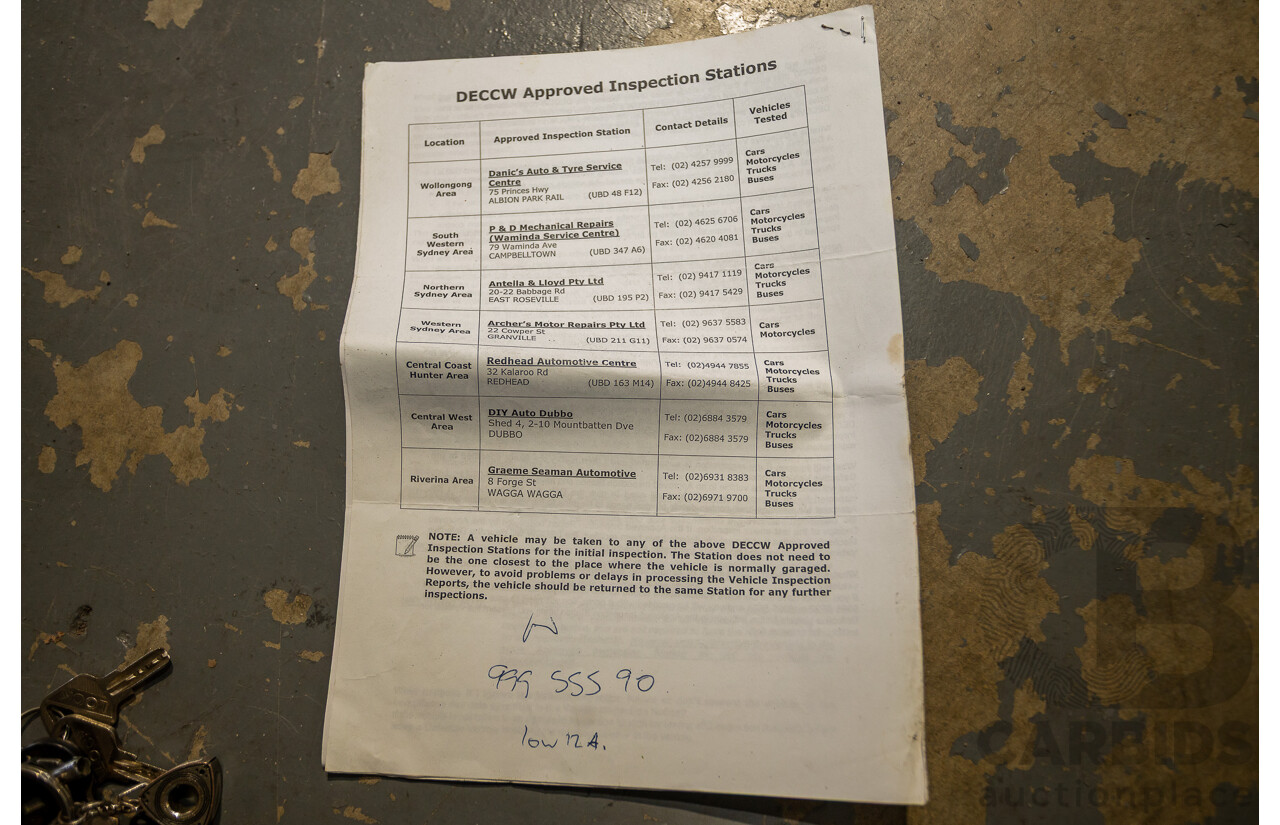 DECCW Approved Inspection Stations
Location
Approved Inspection Station
Contact Details
Vehicles
Tested
Wollongong
Area
Danic's Auto & Tyre Service
Centre
75 Princes Hwy
ALBION PARK RAIL (UBD 48 F12)
Tel: (02) 4257 9999
Fax: (02) 4256 2180
Cars
Motorcycles
Trucks
Buses
South
Western
Sydney Area
P & D Mechanical Repairs
(Waminda Service Centre)
79 Waminda Ave
CAMPBELLTOWN (UBD 347 A6)
Tel: (02) 4625 6706
Fax: (02) 4620 4081
Cars
Motorcycles
Trucks
Buses
Northern
Sydney Area
Antella & Lloyd Pty Ltd
20-22 Babbage Rd
EAST ROSEVILLE (UBD 195 P2)
Tel: (02) 9417 1119
Fax: (02) 9417 5429
Cars
Motorcycles
Trucks
Buses
Western
Sydney Area
Archer's Motor Repairs Pty Ltd
22 Cowper St
GRANVILLE (UBD 211 G11)
Tel: (02) 9637 5583
Fax: (02) 9637 0574
Cars
Motorcycles
Central Coast
Hunter Area
Redhead Automotive Centre
32 Kalaroo Rd
REDHEAD (UBD 163 M14)
Tel: (02)4944 7855
Fax: (02)4944 8425
Cars
Motorcycles
Trucks
Buses
Central West
Area
DIY Auto Dubbo
Shed 4, 2-10 Mountbatten Dve
DUBBO
Tel: (02)6884 3579
Fax: (02)6884 3579
Cars
Motorcycles
Trucks
Buses
Riverina Area
Graeme Seaman Automotive
8 Forge St
WAGGA WAGGA
Tel: (02)6931 8383
Fax: (02)6971 9700
Cars
Motorcycles
Trucks
Buses
NOTE: A vehicle may be taken to any of the above DECCW Approved
Inspection Stations for the initial inspection. The Station does not need to
be the one closest to the place where the vehicle is normally garaged.
However, to avoid problems or delays in processing the Vehicle Inspection
Reports, the vehicle should be returned to the same Station for any further
inspections.
999 555 90
low 12A.
CARBIDS
auctionplace